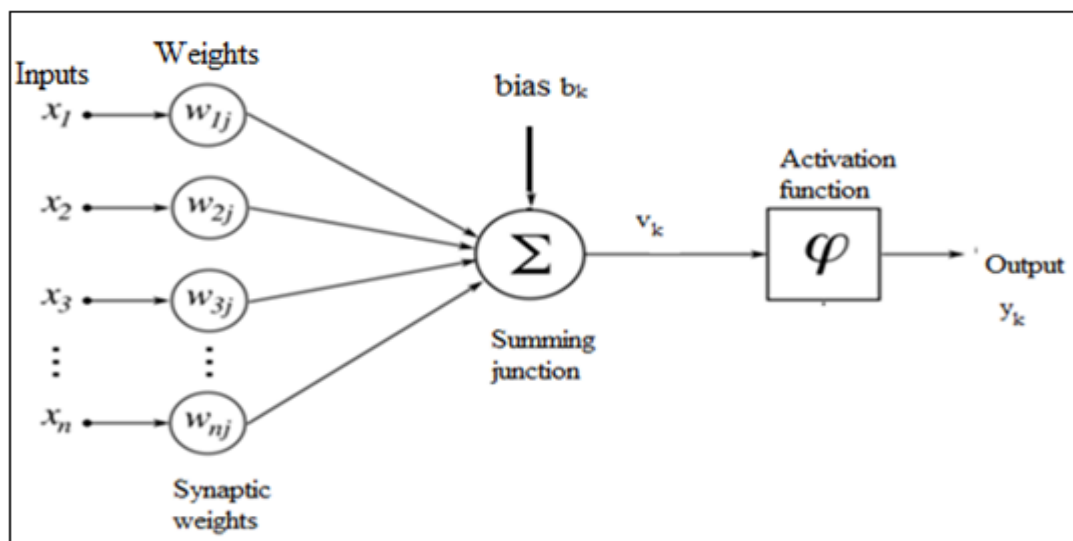 Weights
Inputs
x1
w1j
bias bk
x2
w2j
Activation
function
Σ
vk
φ
Output
yk
x3
w3j
Summing
junction
xn
wnj
Synaptic
weights